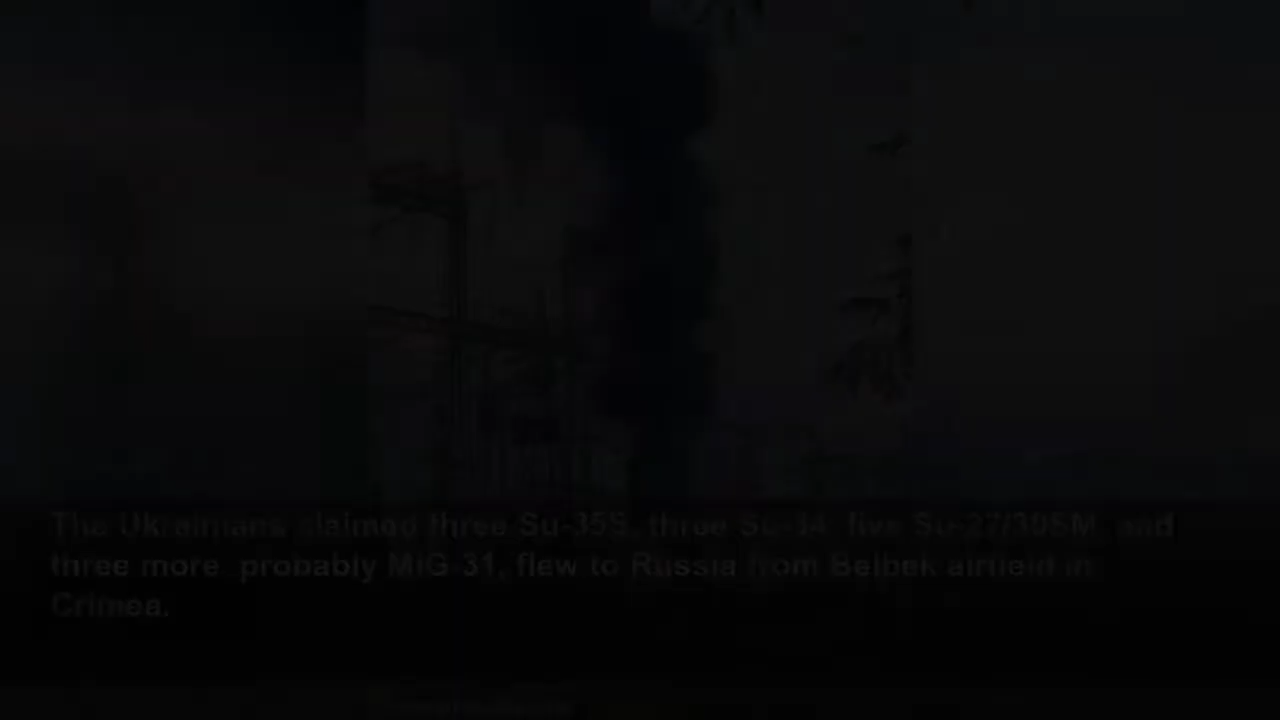 The Ukrainians claimed three Su-35S, three Su-34, five Su-27/30SM, and
three more, probably MiG-31, flew to Russia from Belbek airfield in
Crimea.